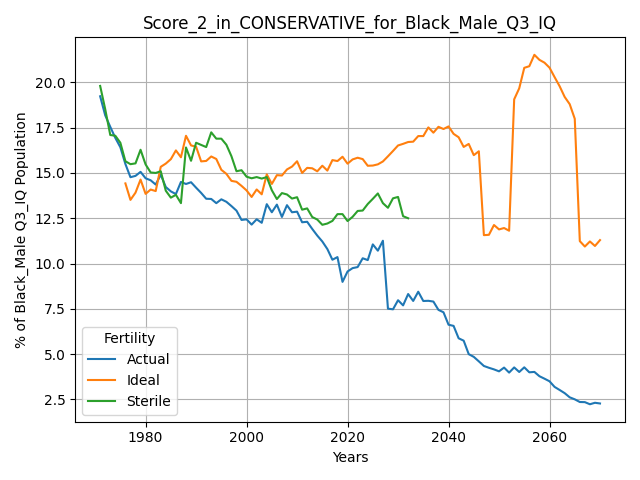 Score_2_in_CONSERVATIVE_for_Black_Male_Q3_IQ
% of Black_Male Q3_IQ Population
20.0
17.5
15.0
12.5
10.0
7.5
5.0
2.5
Fertility
Actual
Ideal
Sterile
1980
2000
2020
2040
2060
Years